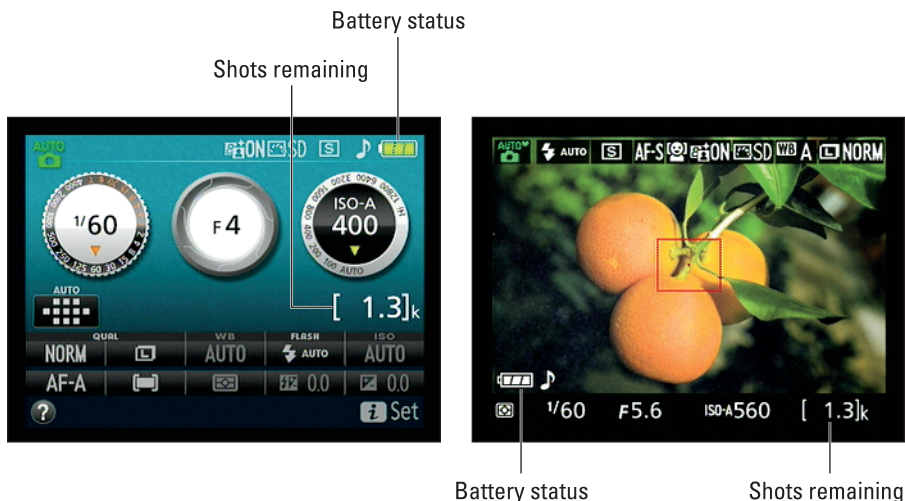 Battery status
Shots remaining
AUTO ON SD S
1/60 F4 ISO-A 400
AUTO
[ 1.3]k
QUAL WB FLASH ISO
NORM L AUTO AUTO AUTO
AF-A 0.0 0.0
? i Set
AUTO AUTO S AF-S ON SD WB A L NORM
1/60 F5.6 ISO-A560 [ 1.3]k
Battery status Shots remaining